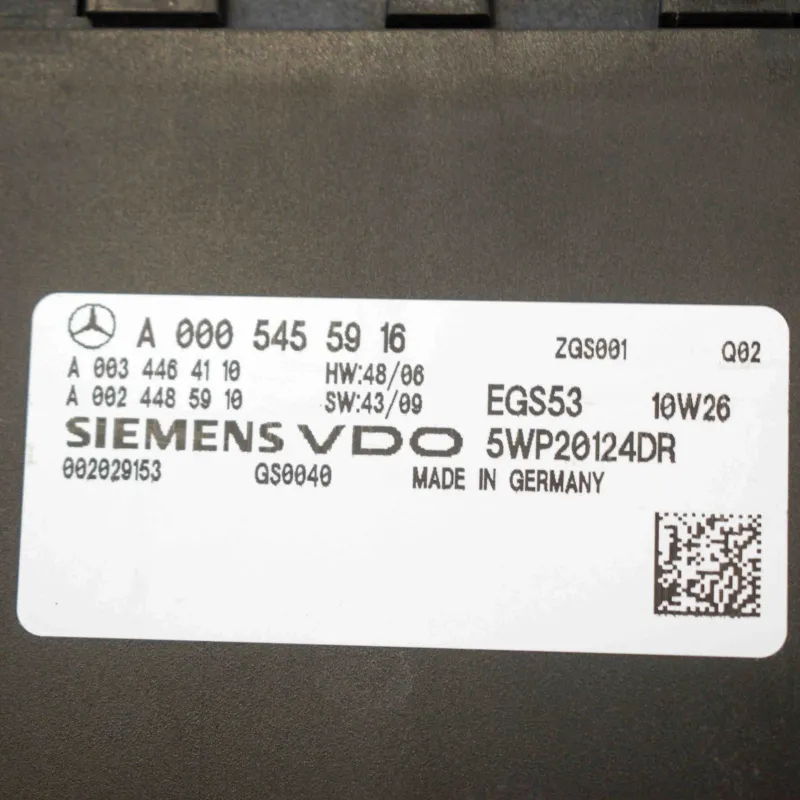 A 000 545 59 16 ZGS001 Q02
A 003 446 41 10 HW:48/06
A 002 448 59 10 SW:43/09 EGS53 10W26
SIEMENS VDO 5WP20124DR
002029153 GS0040 MADE IN GERMANY